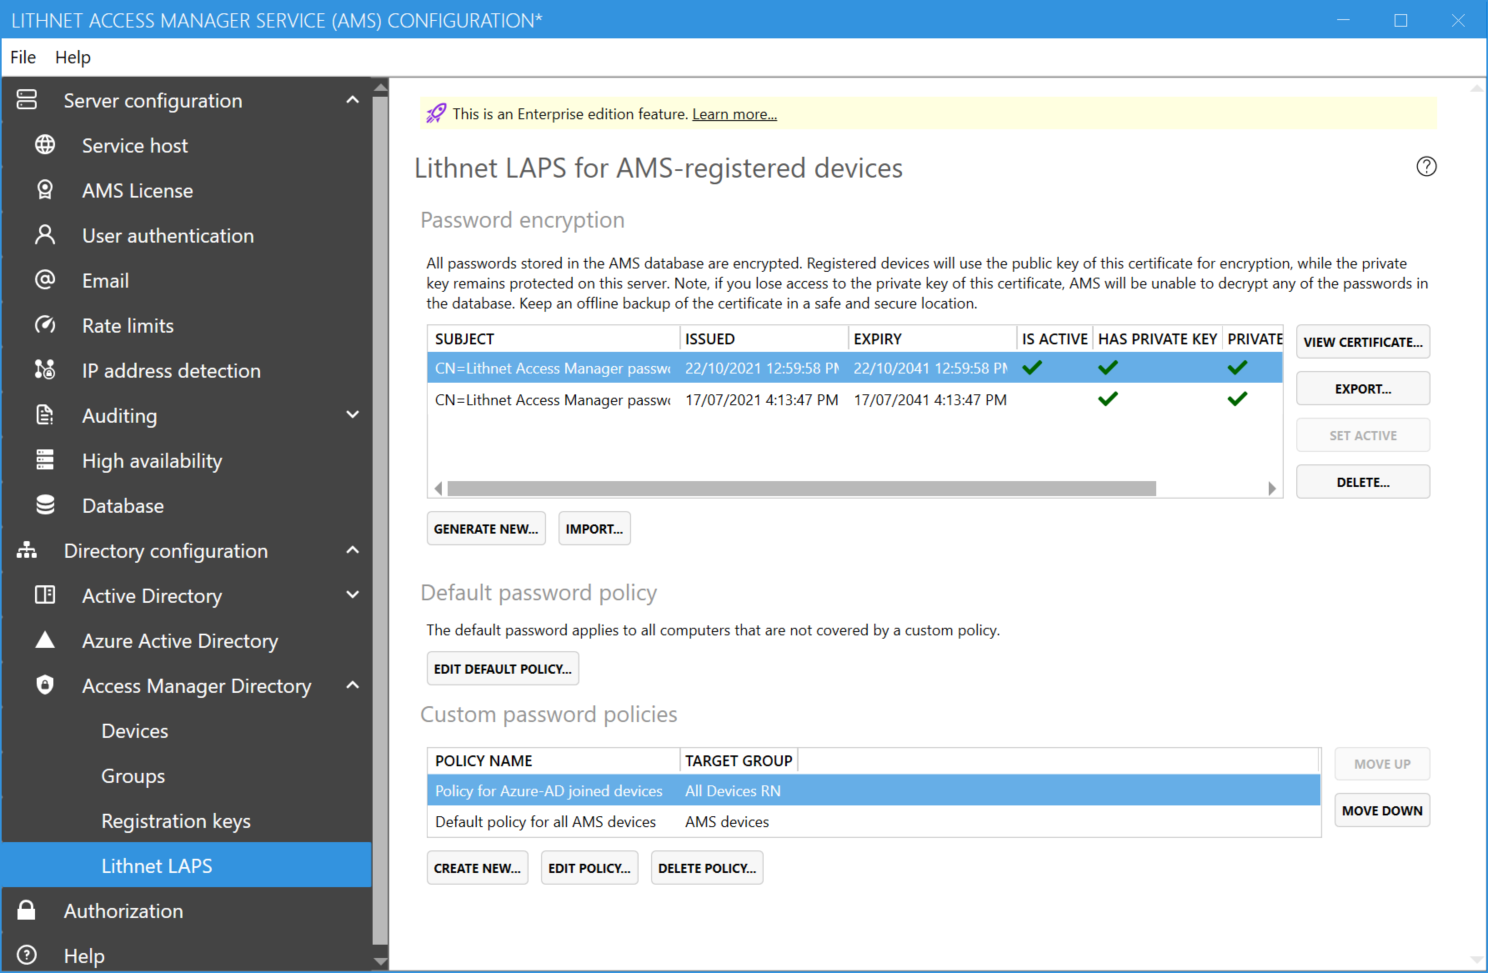 LITHNET ACCESS MANAGER SERVICE (AMS) CONFIGURATION*
File Help
Server configuration
Service host
AMS License
User authentication
Email
Rate limits
IP address detection
Auditing
High availability
Database
Directory configuration
Active Directory
Azure Active Directory
Access Manager Directory
Devices
Groups
Registration keys
Lithnet LAPS
Authorization
Help
This is an Enterprise edition feature. Learn more...
Lithnet LAPS for AMS-registered devices
Password encryption
All passwords stored in the AMS database are encrypted. Registered devices will use the public key of this certificate for encryption, while the private
key remains protected on this server. Note, if you lose access to the private key of this certificate, AMS will be unable to decrypt any of the passwords in
the database. Keep an offline backup of the certificate in a safe and secure location.
SUBJECT ISSUED EXPIRY IS ACTIVE HAS PRIVATE KEY PRIVATE
CN=Lithnet Access Manager passw 22/10/2021 12:59:58 PM 22/10/2041 12:59:58 PM
CN=Lithnet Access Manager passw 17/07/2021 4:13:47 PM 17/07/2041 4:13:47 PM
VIEW CERTIFICATE...
EXPORT...
SET ACTIVE
DELETE...
GENERATE NEW... IMPORT...
Default password policy
The default password applies to all computers that are not covered by a custom policy.
EDIT DEFAULT POLICY...
Custom password policies
POLICY NAME TARGET GROUP
Policy for Azure-AD joined devices All Devices RN
Default policy for all AMS devices AMS devices
MOVE UP
MOVE DOWN
CREATE NEW... EDIT POLICY... DELETE POLICY...